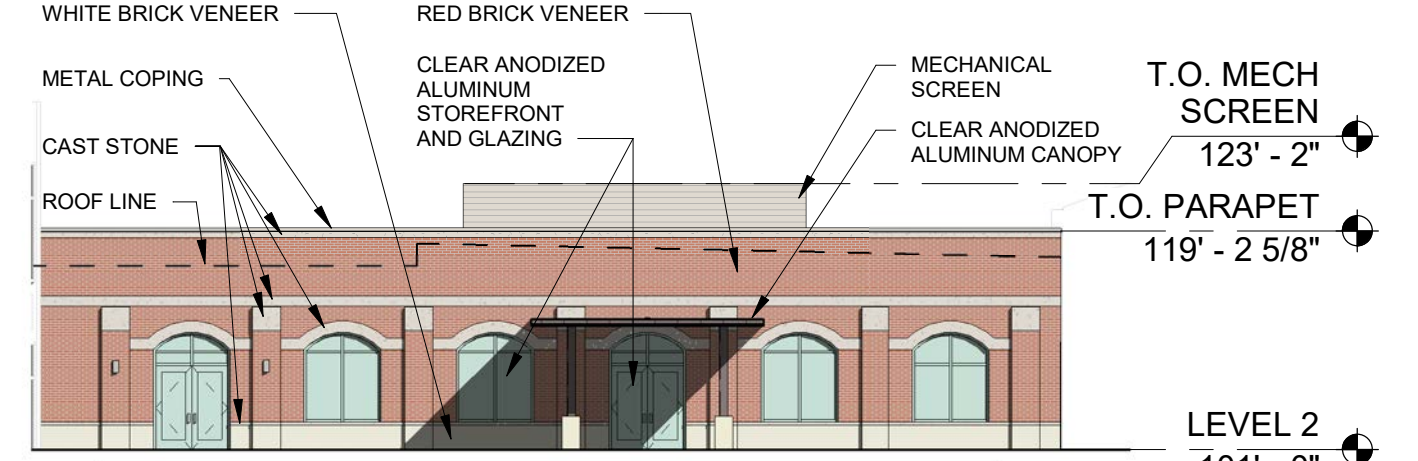 WHITE BRICK VENEER
METAL COPING
CAST STONE
ROOF LINE
RED BRICK VENEER
CLEAR ANODIZED
ALUMINUM
STOREFRONT
AND GLAZING
MECHANICAL
SCREEN
CLEAR ANODIZED
ALUMINUM CANOPY
T.O. MECH
SCREEN
123' - 2"
T.O. PARAPET
119' - 2 5/8"
LEVEL 2